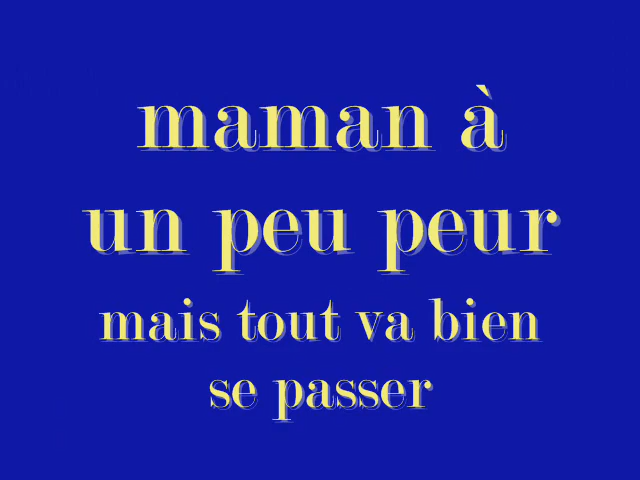 maman à
un peu peur
mais tout va bien
se passer